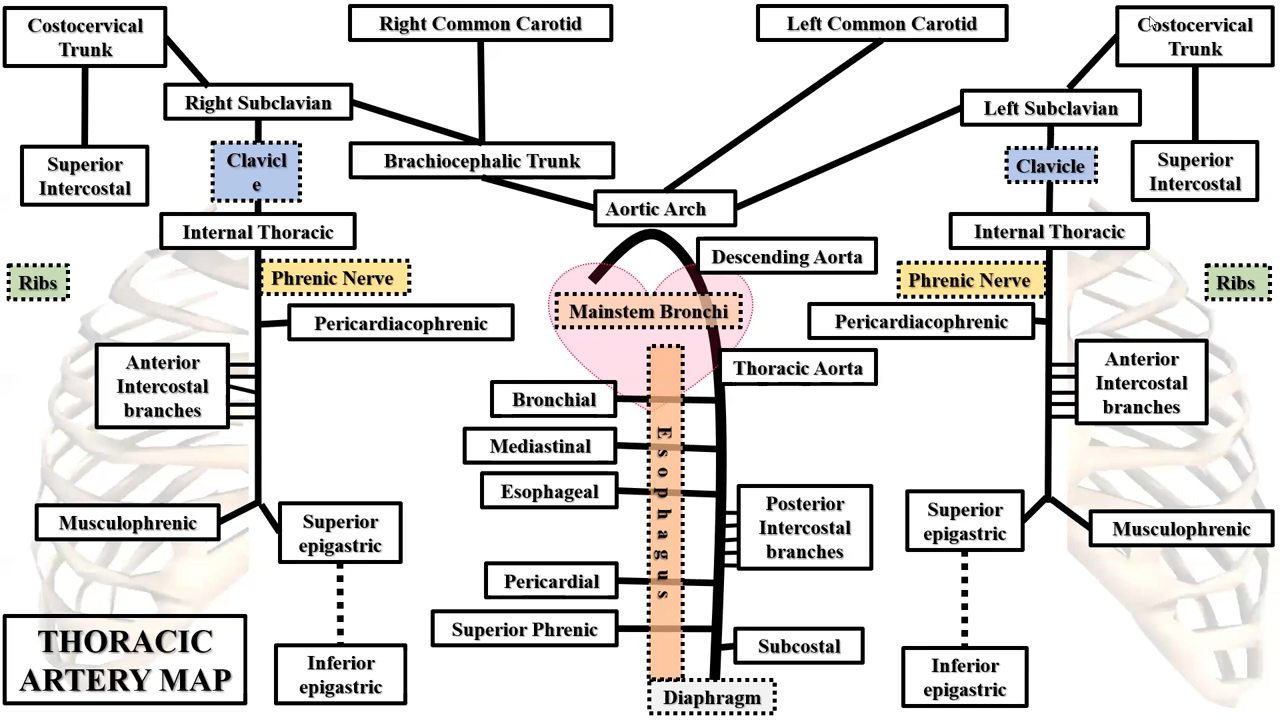 Costocervical
Trunk
Right Common Carotid
Left Common Carotid
Costocervical
Trunk
Right Subclavian
Left Subclavian
Superior
Intercostal
Clavicl
e
Brachiocephalic Trunk
Clavicle
Superior
Intercostal
Aortic Arch
Internal Thoracic
Internal Thoracic
Descending Aorta
Ribs
Phrenic Nerve
Phrenic Nerve
Ribs
Mainstem Bronchi
Pericardiacophrenic
Pericardiacophrenic
Anterior
Intercostal
branches
Thoracic Aorta
Anterior
Intercostal
branches
Bronchial
Mediastinal
Esophageal
Esophagus
Posterior
Intercostal
branches
Musculophrenic
Superior
epigastric
Superior
epigastric
Musculophrenic
Pericardial
Superior Phrenic
Subcostal
THORACIC
ARTERY MAP
Inferior
epigastric
Inferior
epigastric
Diaphragm